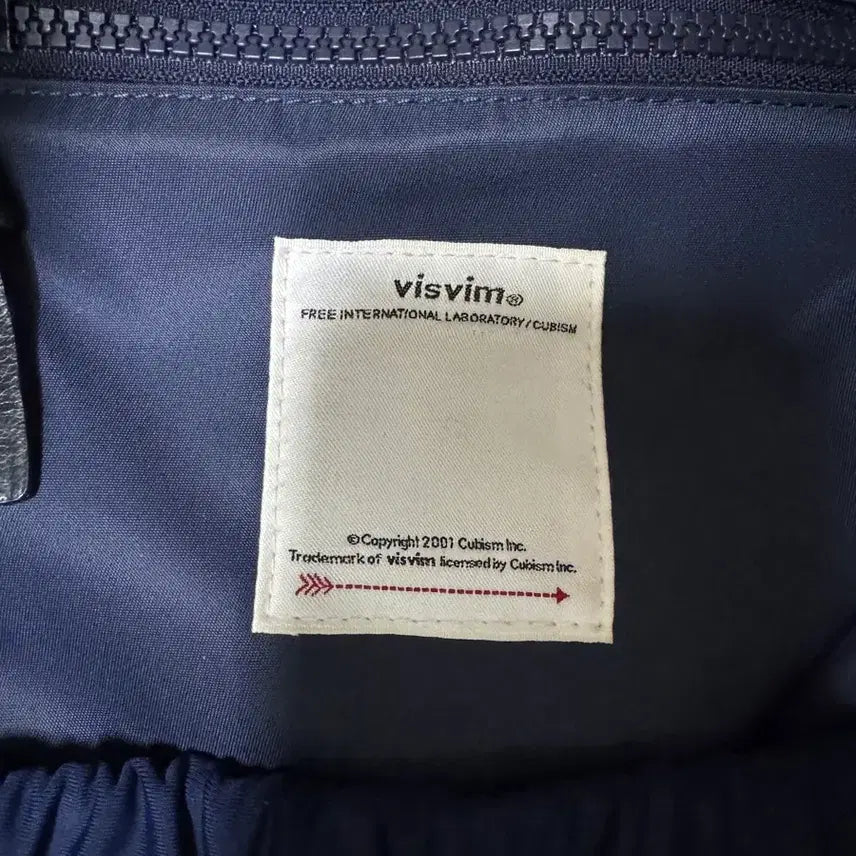 visvim®
FREE INTERNATIONAL LABORATORY/CUBISM
© Copyright 2001 Cubism Inc.
Trademark of visvim licensed by Cubism Inc.